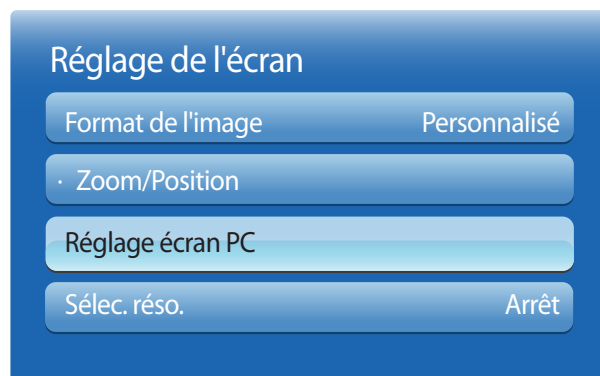 Réglage de l'écran
Format de l'image Personnalisé
· Zoom/Position
Réglage écran PC
Sélec. réso. Arrêt